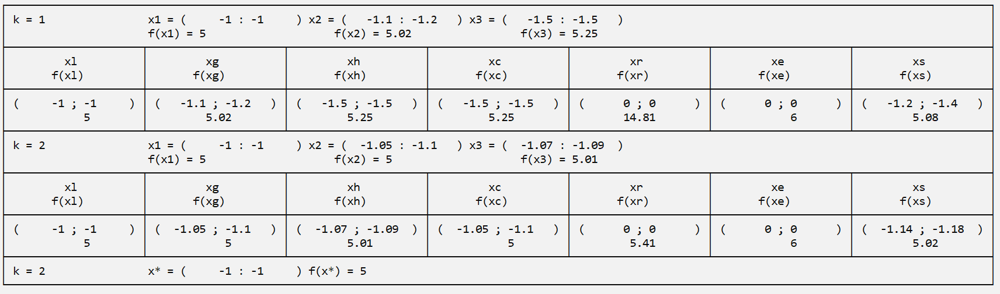 k = 1 x1 = ( -1 : -1 ) x2 = ( -1.1 : -1.2 ) x3 = ( -1.5 : -1.5 )
f(x1) = 5 f(x2) = 5.02 f(x3) = 5.25
xl xg xh xc xr xe xs
f(xl) f(xg) f(xh) f(xc) f(xr) f(xe) f(xs)
( -1 ; -1 ) ( -1.1 ; -1.2 ) ( -1.5 ; -1.5 ) ( -1.5 ; -1.5 ) ( 0 ; 0 ) ( 0 ; 0 ) ( -1.2 ; -1.4 )
5 5.02 5.25 5.25 14.81 6 5.08
k = 2 x1 = ( -1 : -1 ) x2 = ( -1.05 : -1.1 ) x3 = ( -1.07 : -1.09 )
f(x1) = 5 f(x2) = 5 f(x3) = 5.01
xl xg xh xc xr xe xs
f(xl) f(xg) f(xh) f(xc) f(xr) f(xe) f(xs)
( -1 ; -1 ) ( -1.05 ; -1.1 ) ( -1.07 ; -1.09 ) ( -1.05 ; -1.1 ) ( 0 ; 0 ) ( 0 ; 0 ) ( -1.14 ; -1.18 )
5 5 5.01 5 5.41 6 5.02
k = 2 x* = ( -1 : -1 ) f(x*) = 5